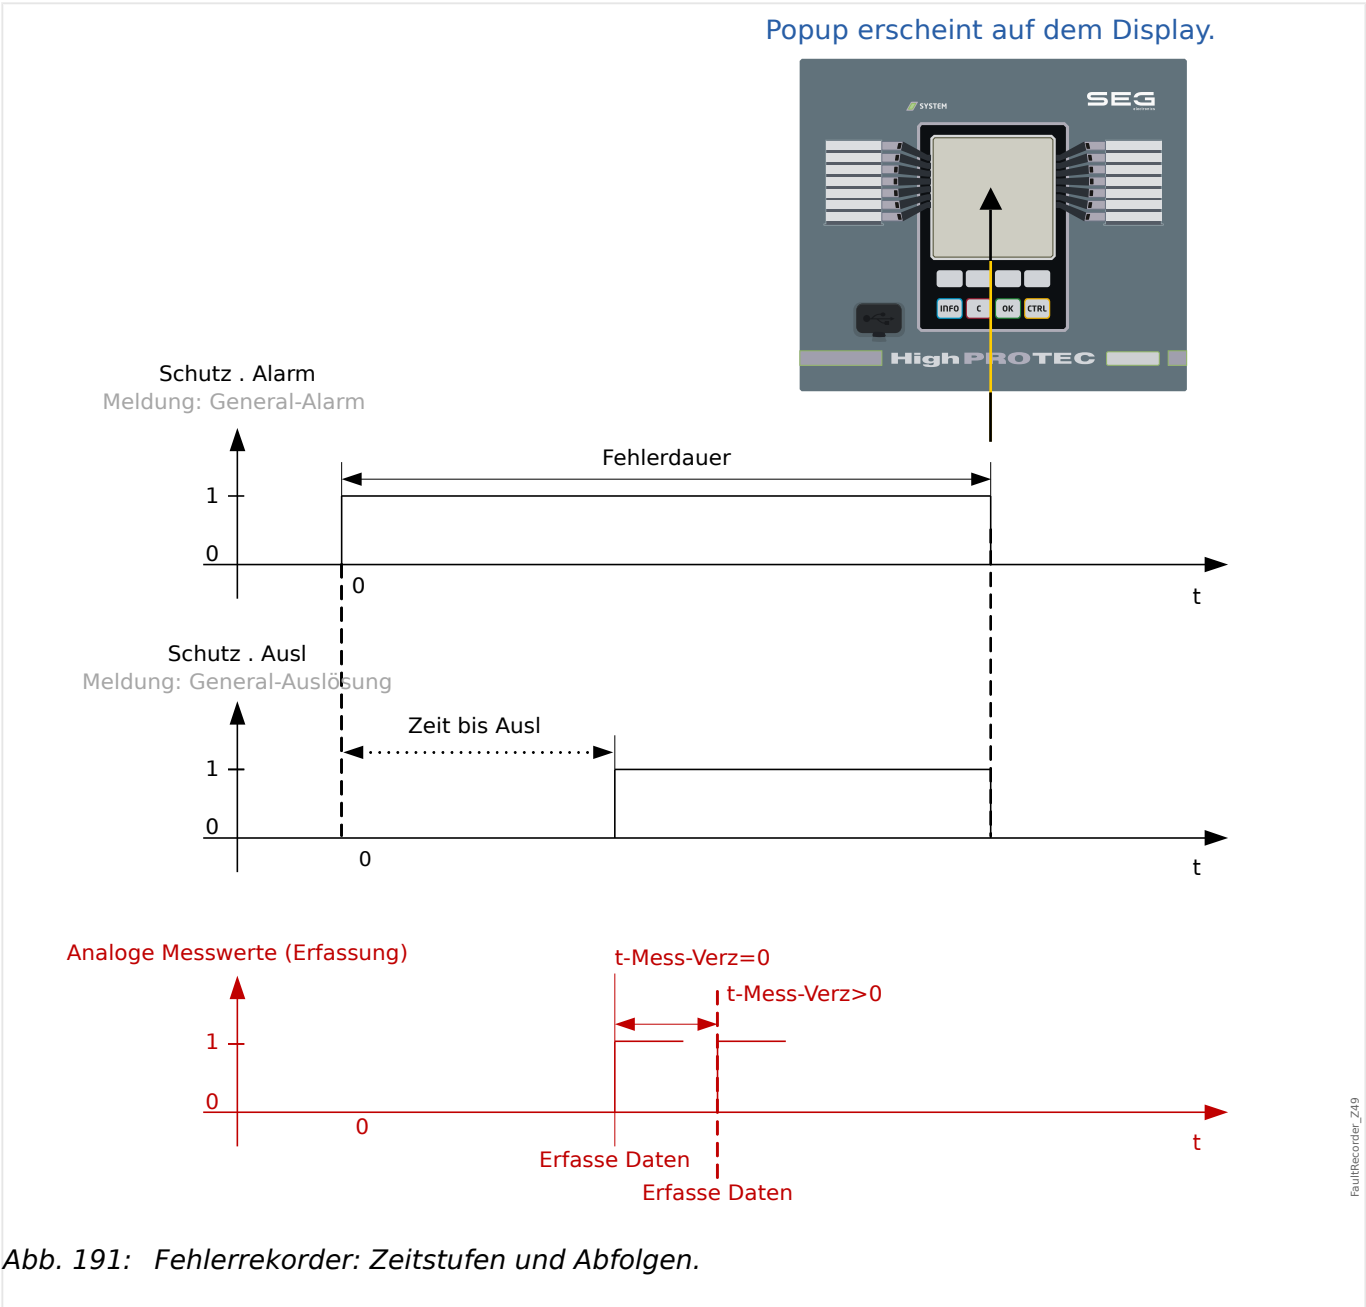 Popup erscheint auf dem Display.
SYSTEM
SEG
INFO
C
OK
CTRL
HighPROTEC
Schutz . Alarm
Meldung: General-Alarm
Fehlerdauer
1
0
0
t
Schutz . Ausl
Meldung: General-Auslösung
Zeit bis Ausl
1
0
0
t
Analoge Messwerte (Erfassung)
t-Mess-Verz=0
t-Mess-Verz>0
1
0
0
t
Erfasse Daten
Erfasse Daten
FaultRecorder_Z49
Abb. 191: Fehlerrekorder: Zeitstufen und Abfolgen.